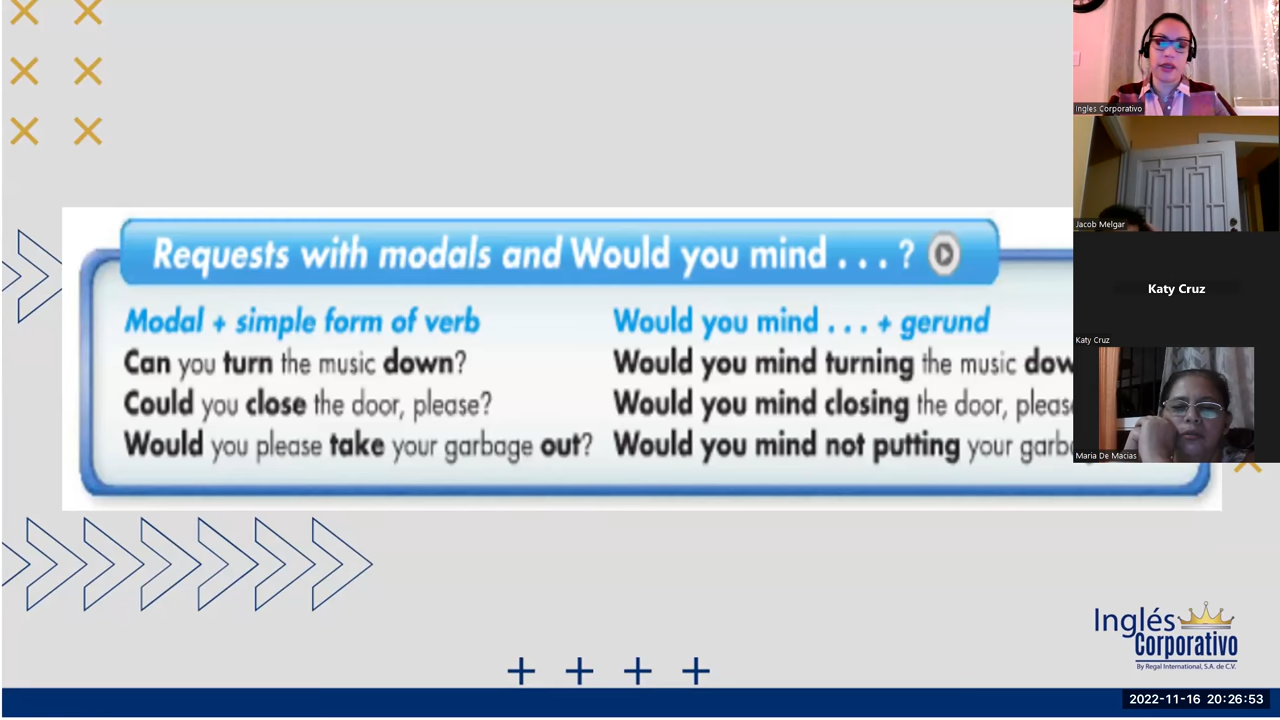 Requests with modals and Would you mind . . . ?
Modal + simple form of verb
Can you turn the music down?
Could you close the door, please?
Would you please take your garbage out?
Would you mind . . . + gerund
Would you mind turning the music
Would you mind closing the door,
Would you mind not putting your
Ingles Corporativo
Jacob Melgar
Katy Cruz
Katy Cruz
Maria De Macias
Inglés
Corporativo
By Regal International, S.A. de C.V.
2022-11-16 20:26:53